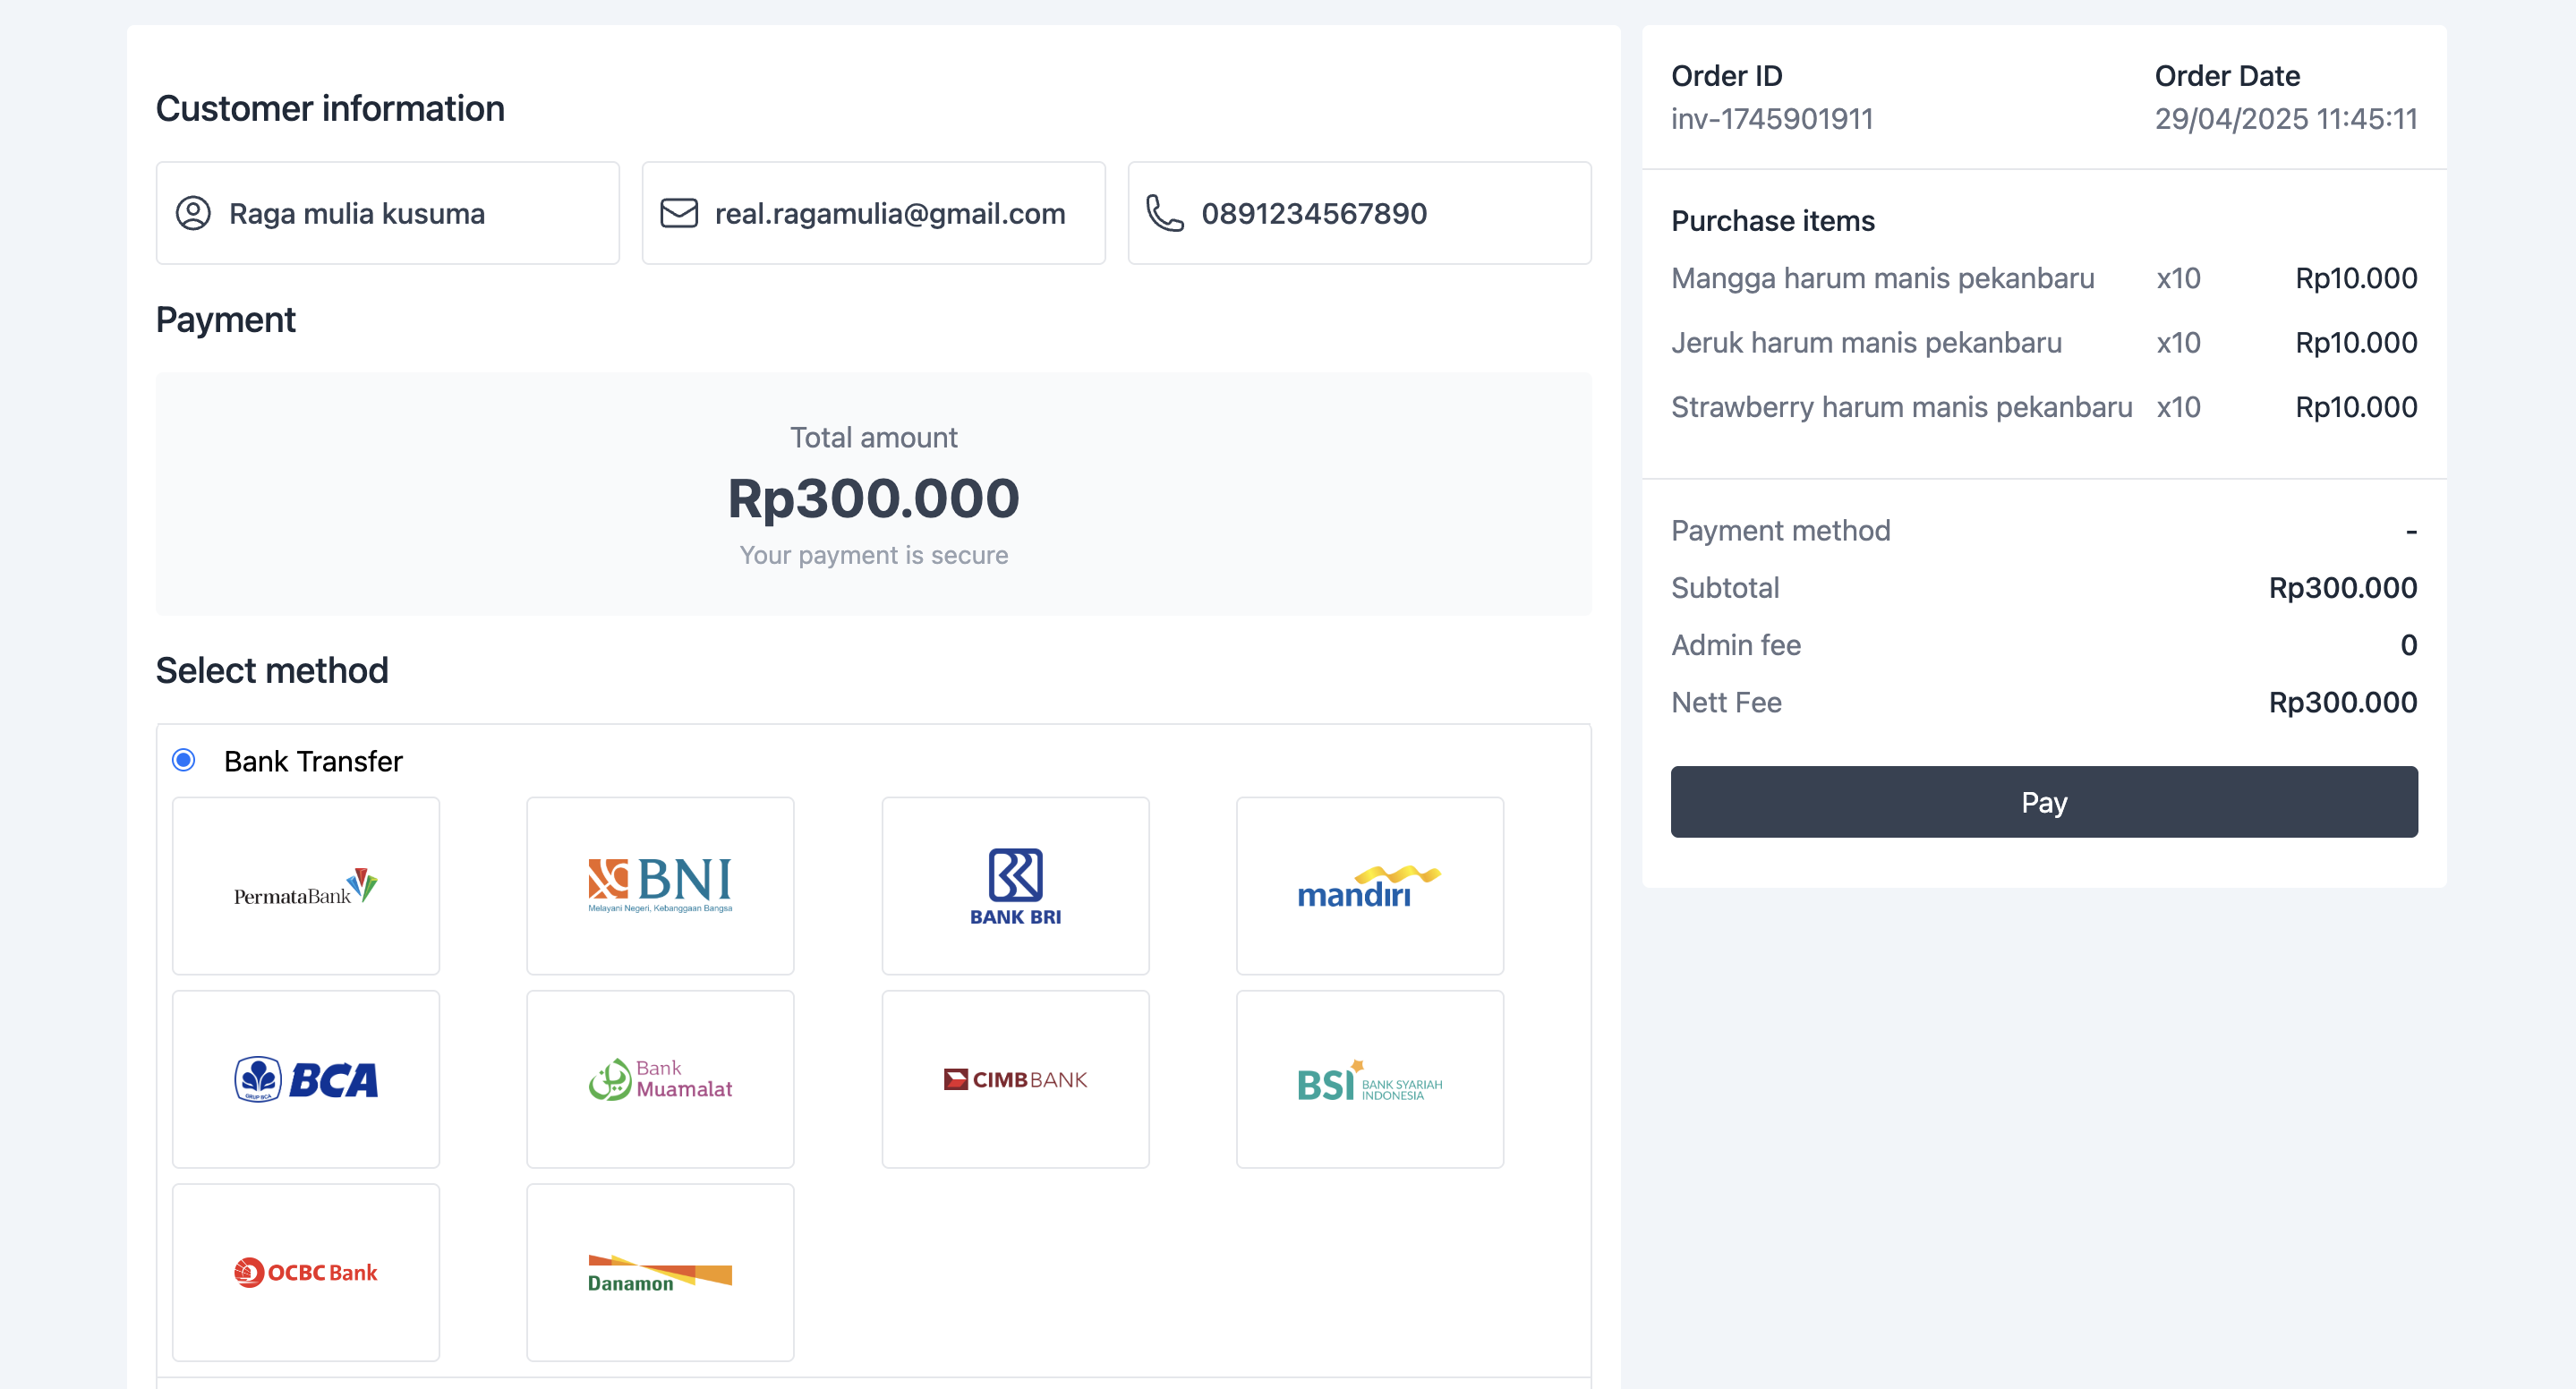 Customer information
Raga mulia kusuma
real.ragamulia@gmail.com
0891234567890
Payment
Total amount
Rp300.000
Your payment is secure
Select method
Bank Transfer
PermataBank
BNI
Melayani Negeri, Kebanggaan Bangsa
BANK BRI
mandiri
BCA
GRUP BCA
Bank
Muamalat
CIMB BANK
BSI BANK SYARIAH
INDONESIA
OCBC Bank
Danamon
Order ID Order Date
inv-1745901911 29/04/2025 11:45:11
Purchase items
Mangga harum manis pekanbaru x10 Rp10.000
Jeruk harum manis pekanbaru x10 Rp10.000
Strawberry harum manis pekanbaru x10 Rp10.000
Payment method -
Subtotal Rp300.000
Admin fee 0
Nett Fee Rp300.000
Pay